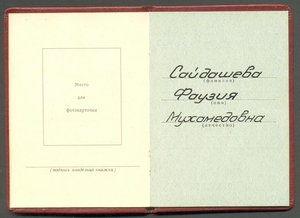 Место
для
фотокарточки
(подпись владельца книжки)
Сайдашева
(фамилия)
Фаузия
(имя)
Мухамедовна
(отчество)